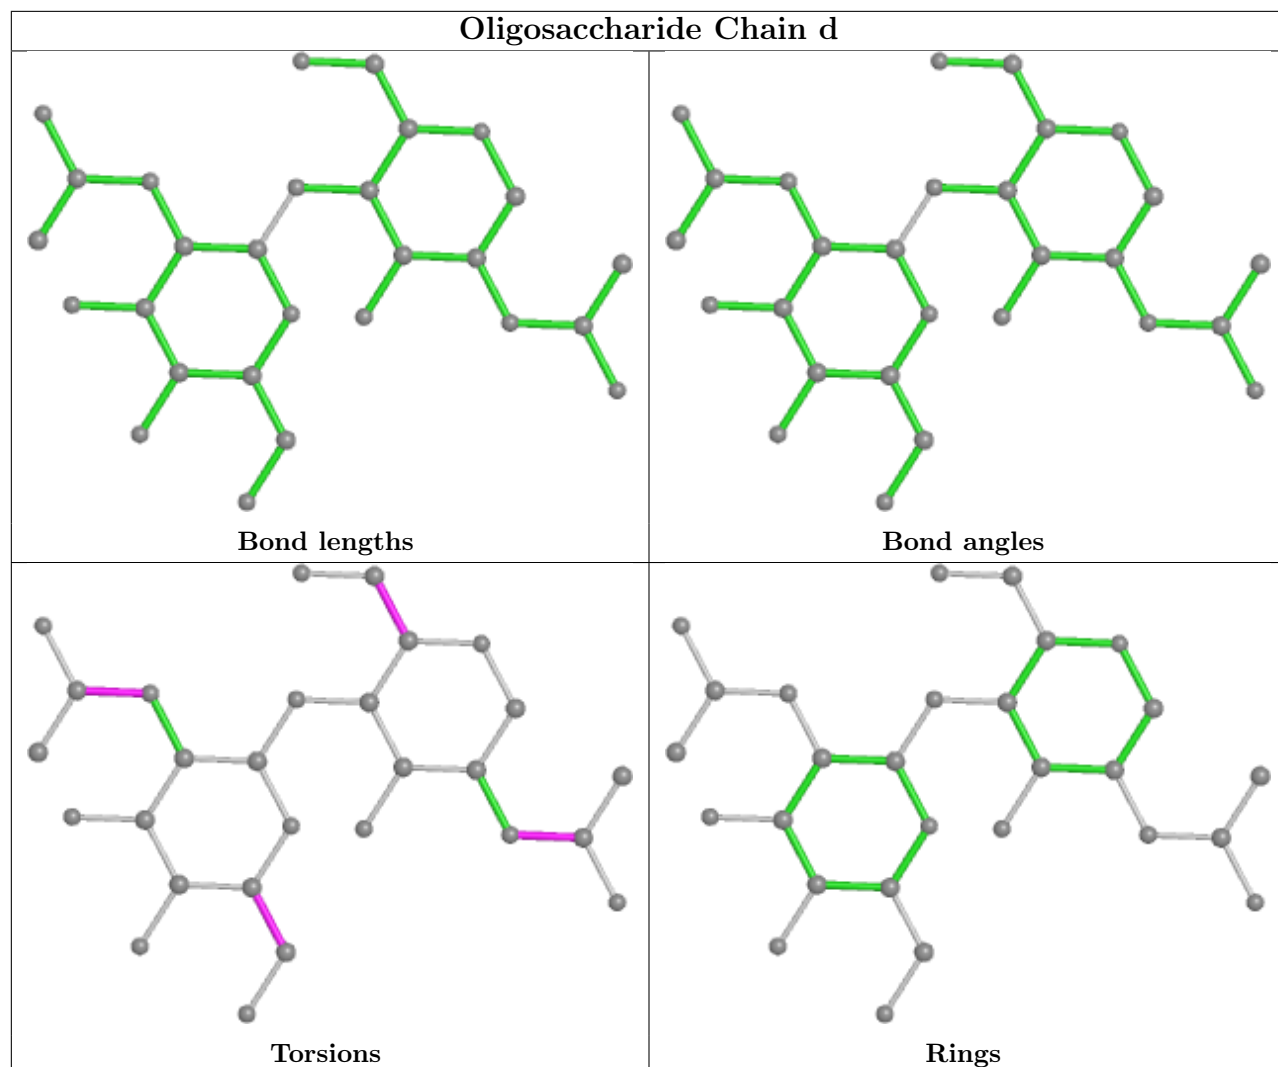 Oligosaccharide Chain d
Bond lengths
Bond angles
Torsions
Rings